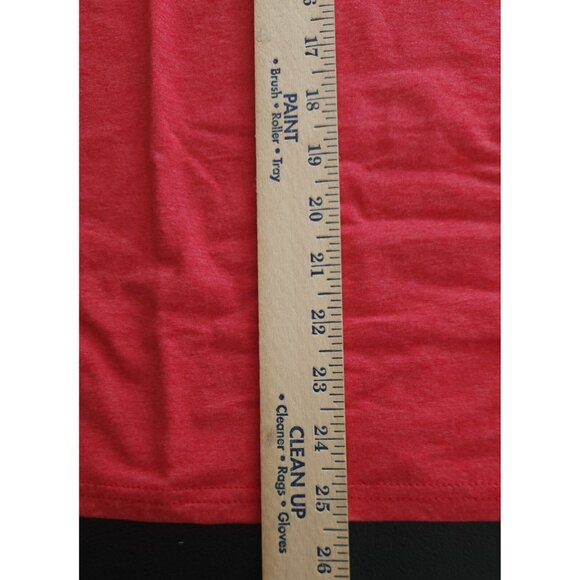 6
17
18
19
20
21
22
23
24
25
26
PAINT
• Brush • Roller • Tray
CLEAN UP
• Cleaner • Rags • Gloves